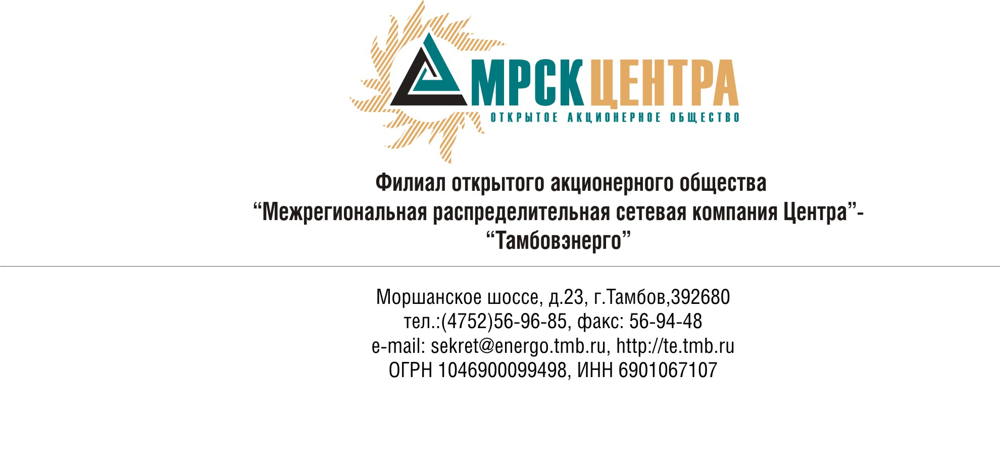 МРСК ЦЕНТРА
ОТКРЫТОЕ АКЦИОНЕРНОЕ ОБЩЕСТВО
Филиал открытого акционерного общества
“Межрегиональная распределительная сетевая компания Центра”-
“Тамбовэнерго”
Моршанское шоссе, д.23, г.Тамбов,392680
тел.:(4752)56-96-85, факс: 56-94-48
e-mail: sekret@energo.tmb.ru, http://te.tmb.ru
ОГРН 1046900099498, ИНН 6901067107